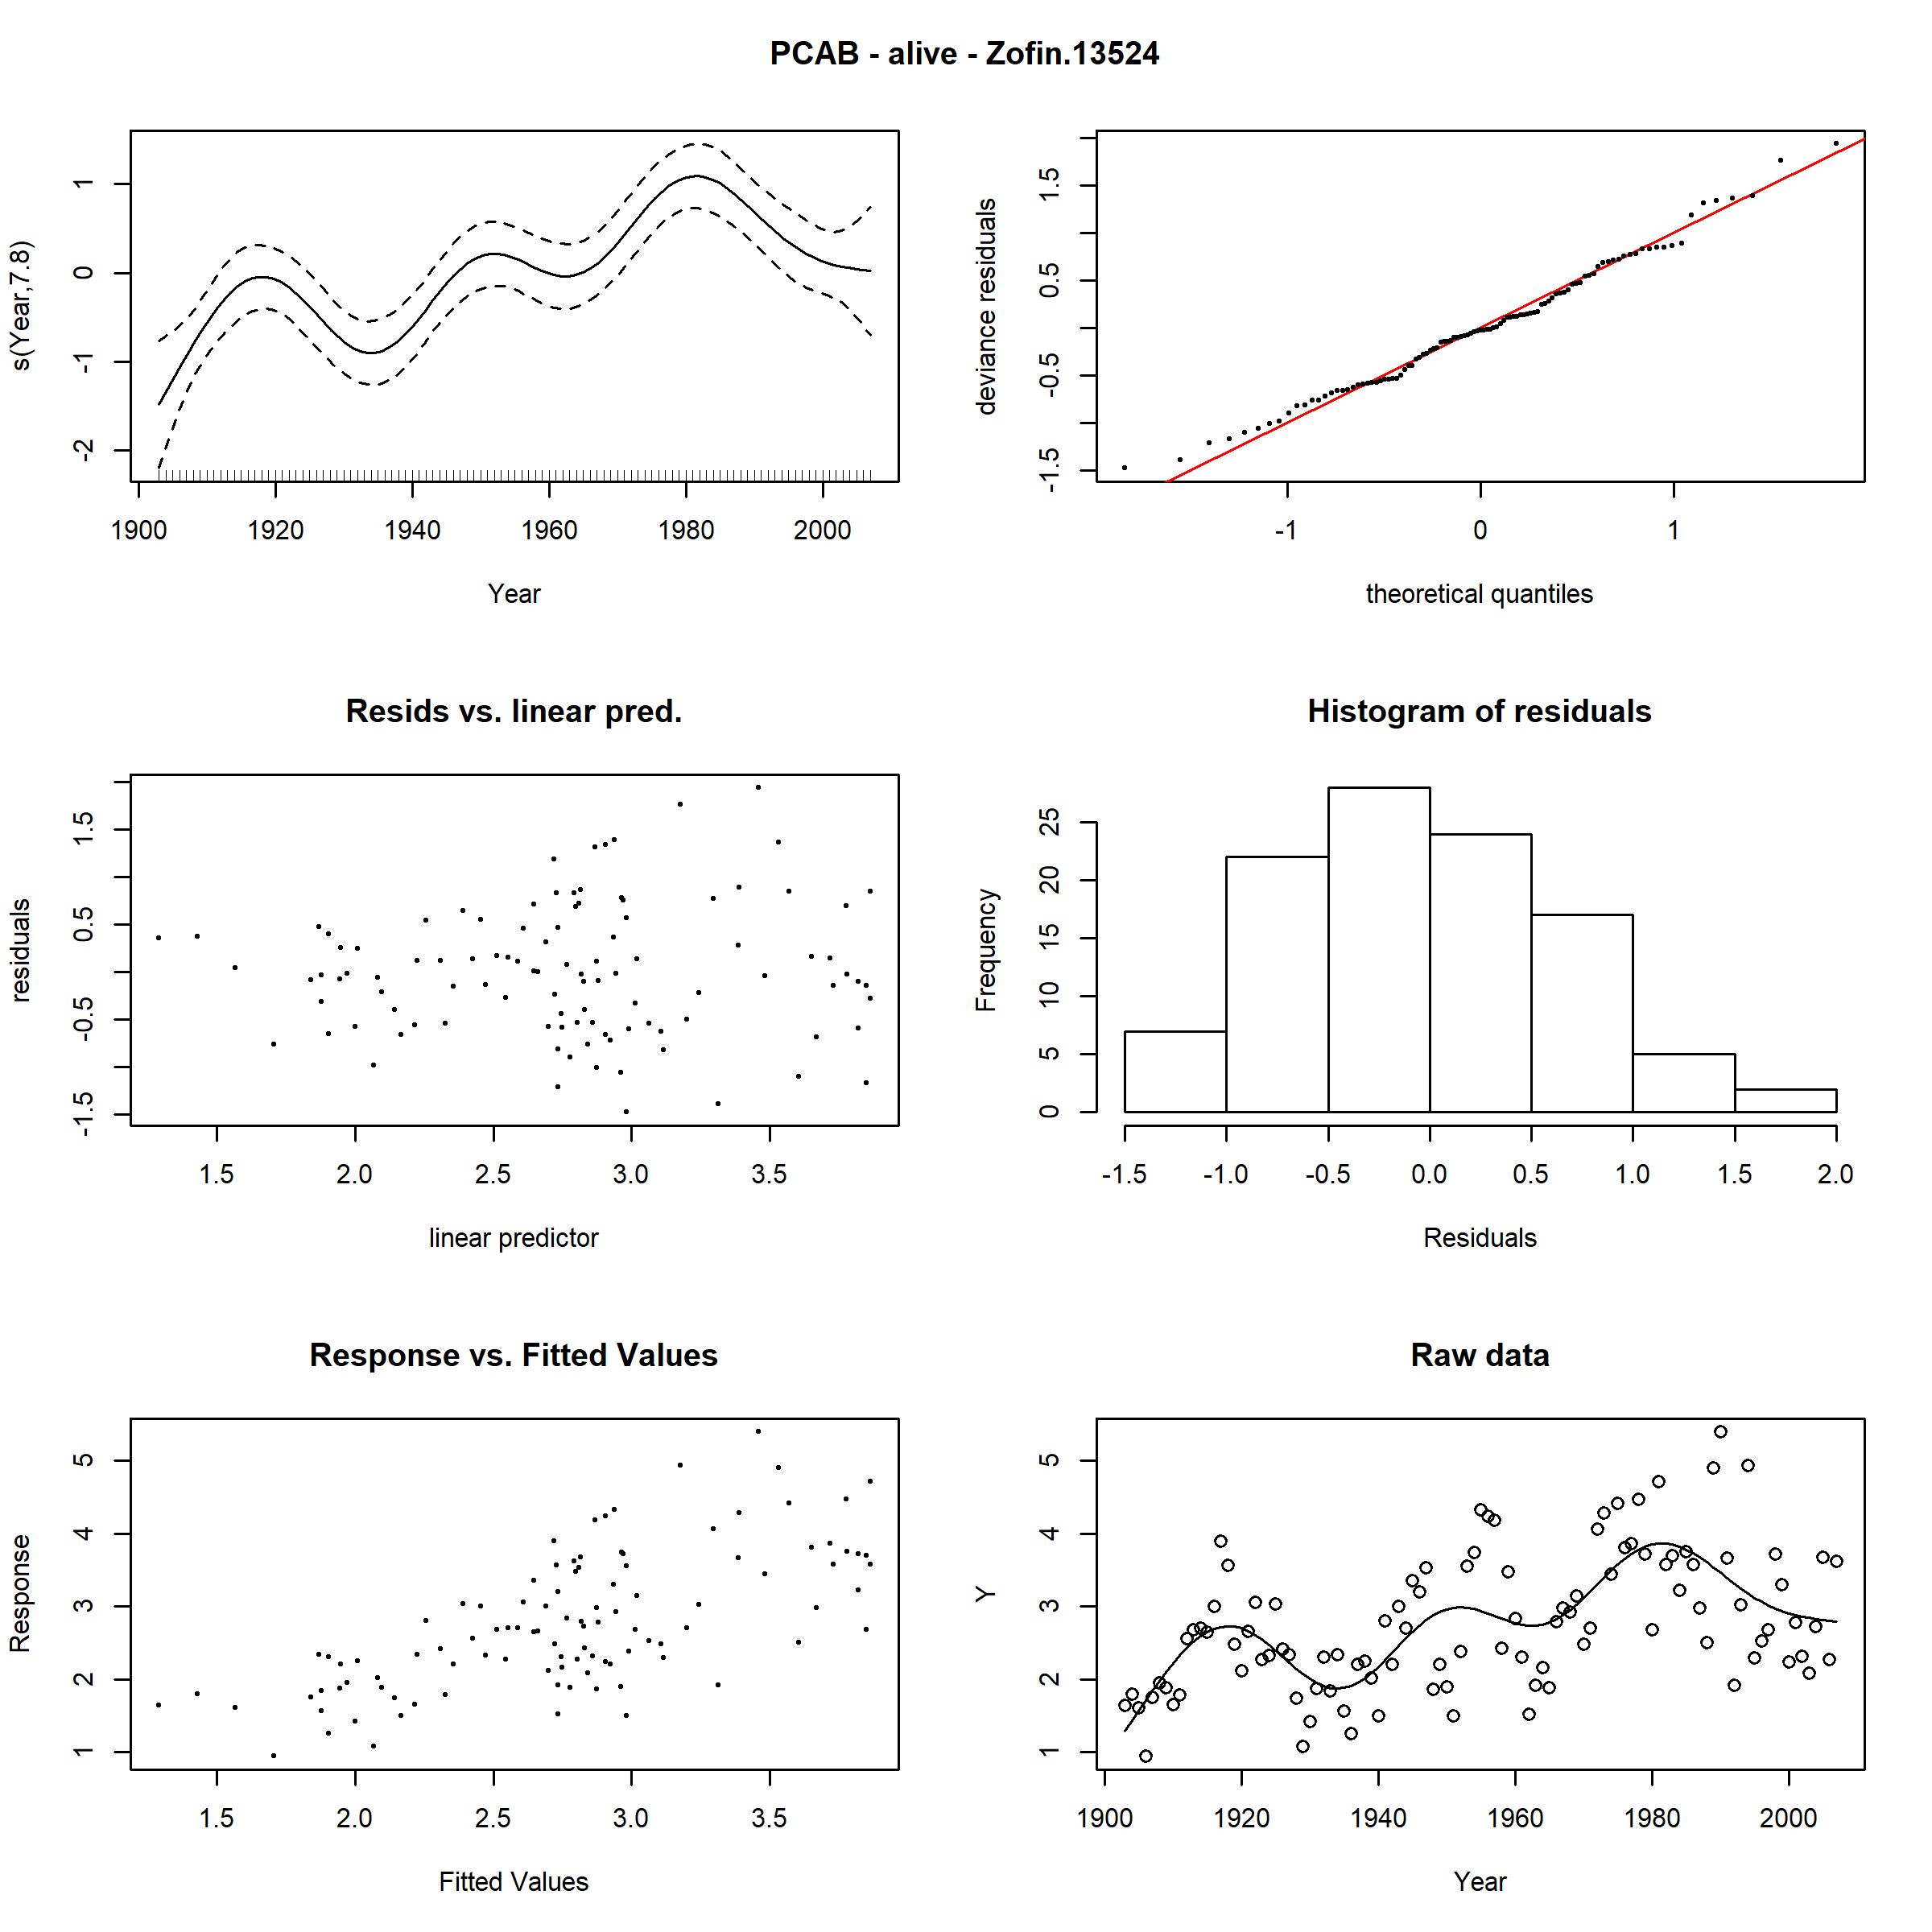 PCAB - alive - Zofin.13524
s(Year,7.8)
1
0
-1
-2
1900 1920 1940 1960 1980 2000
Year
deviance residuals
1.5
0.5
-0.5
-1.5
-1 0 1
theoretical quantiles
Resids vs. linear pred.
residuals
1.5
0.5
-0.5
-1.5
1.5 2.0 2.5 3.0 3.5
linear predictor
Histogram of residuals
Frequency
25
20
15
10
5
0
-1.5 -1.0 -0.5 0.0 0.5 1.0 1.5 2.0
Residuals
Response vs. Fitted Values
Response
5
4
3
2
1
1.5 2.0 2.5 3.0 3.5
Fitted Values
Raw data
Y
5
4
3
2
1
1900 1920 1940 1960 1980 2000
Year